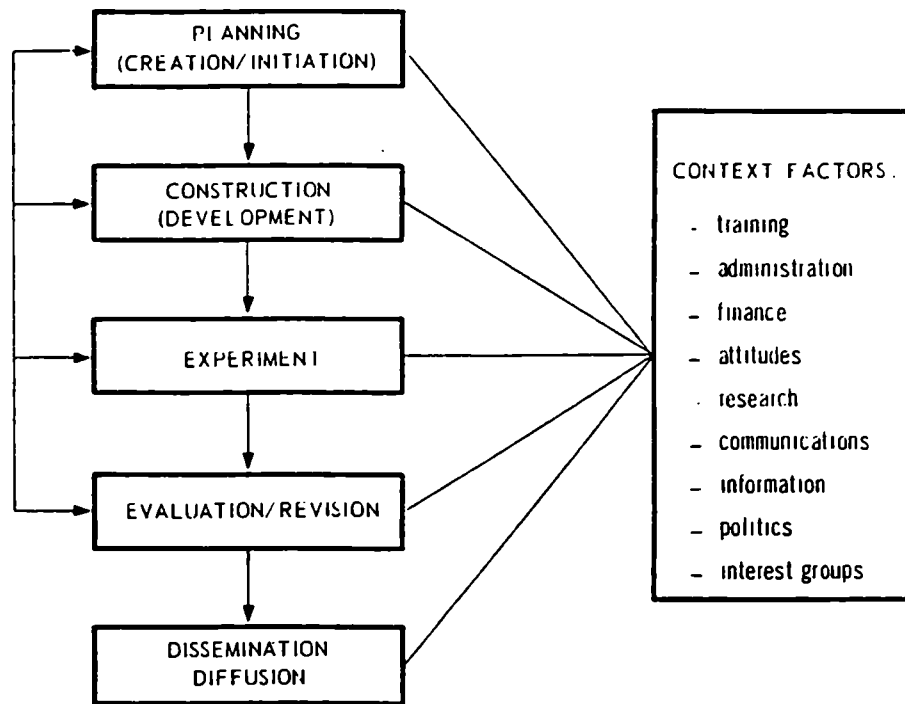 PLANNING
(CREATION/INITIATION)
CONSTRUCTION
(DEVELOPMENT)
EXPERIMENT
EVALUATION/REVISION
DISSEMINATION
DIFFUSION
CONTEXT FACTORS.
- training
- administration
- finance
- attitudes
. research
- communications
- information
- politics
- interest groups